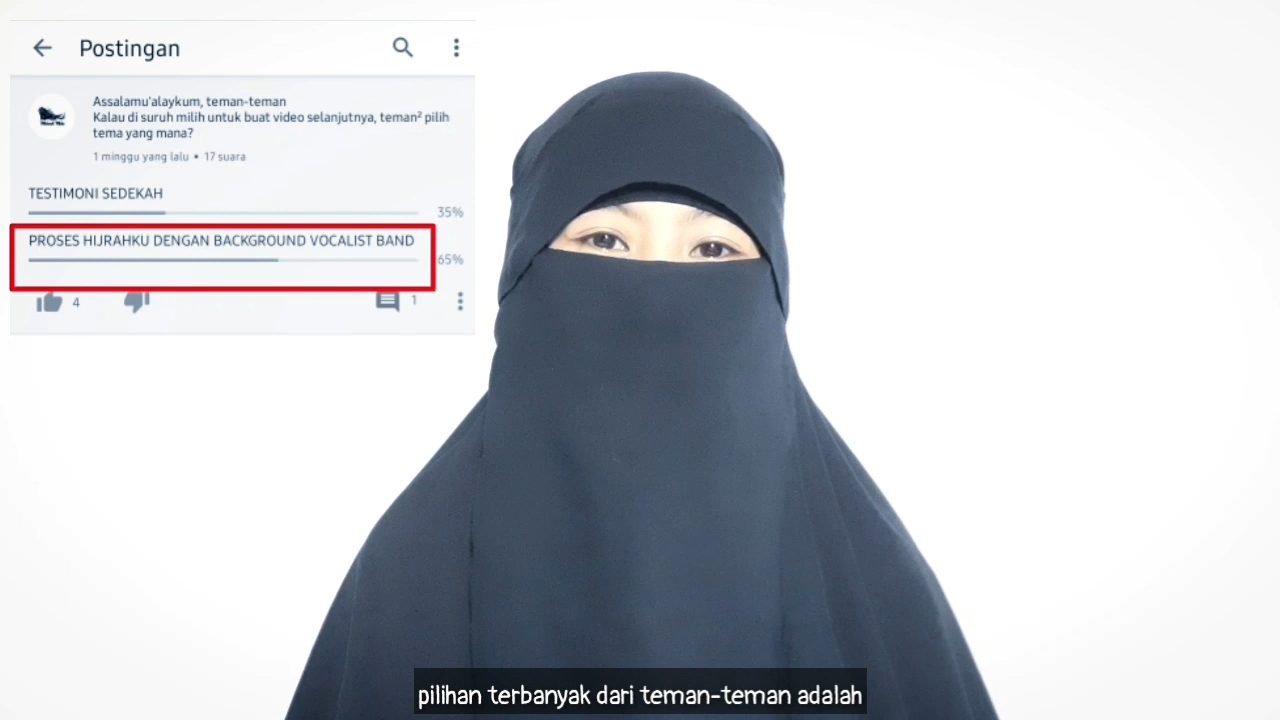 Postingan
Assalamu'alaykum, teman-teman
Kalau di suruh milih untuk buat video selanjutnya, teman² pilih
tema yang mana?
1 minggu yang lalu • 17 suara
TESTIMONI SEDEKAH
35%
PROSES HIJRAHKU DENGAN BACKGROUND VOCALIST BAND
65%
4
1
pilihan terbanyak dari teman-teman adalah